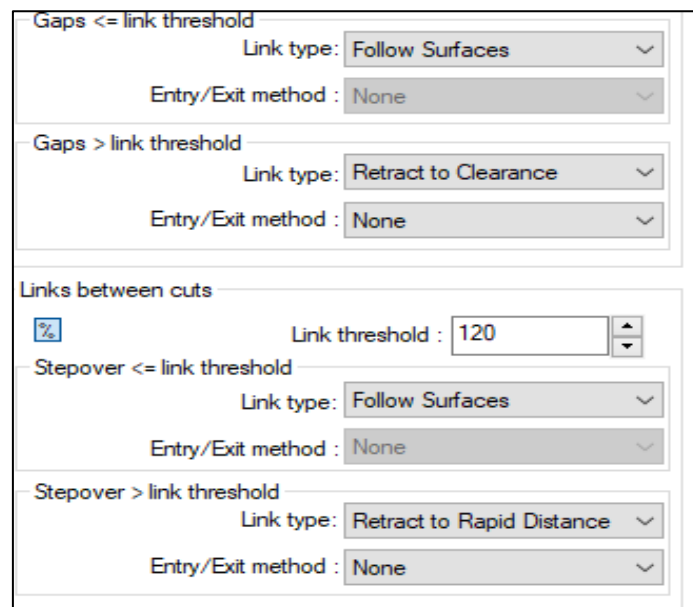 Gaps <= link threshold
Link type: Follow Surfaces
Entry/Exit method : None
Gaps > link threshold
Link type: Retract to Clearance
Entry/Exit method : None
Links between cuts
% Link threshold : 120
Stepover <= link threshold
Link type: Follow Surfaces
Entry/Exit method : None
Stepover > link threshold
Link type: Retract to Rapid Distance
Entry/Exit method : None